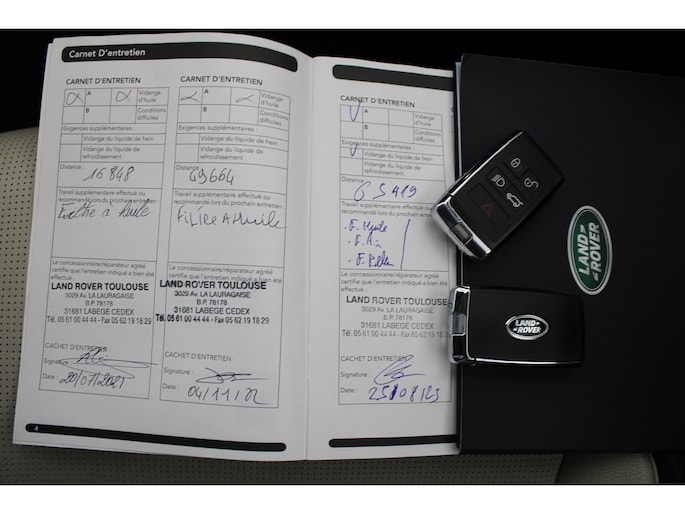 Carnet D'entretien
CARNET D'ENTRETIEN
A
Vidange d'huile
B
Conditions difficiles
Exigences supplémentaires :
Vidange du liquide de frein
Vidange du liquide de refroidissement
Distance :
16 848
Travail supplémentaire effectué ou
recommandé lors du prochain entretien
a Huile
Le concessionnaire/réparateur agréé
certifie que l'entretien indiqué a bien été
effectué :
LAND ROVER TOULOUSE
3029 Av. LA LAURAGAISE
B.P. 78178
31681 LABEGE CEDEX
Tél. 05 61 00 44 44 - Fax 05 62 19 18 29
CACHET D'ENTRETIEN
Signature
Date :
20/01/2021
4
CARNET D'ENTRETIEN
A
Vidange d'huile
B
Conditions difficiles
Exigences supplémentaires :
Vidange du liquide de frein
Vidange du liquide de refroidissement
Distance :
49664
Travail supplémentaire effectué ou
recommandé lors du prochain entretien
FILTRE A Huile
Le concessionnaire/réparateur agréé
certifie que l'entretien indiqué a bien été
effectué :
LAND ROVER TOULOUSE
3029 Av. LA LAURAGAISE
B.P. 78178
31681 LABEGE CEDEX
Tél. 05 61 00 44 44 - Fax 05 62 19 18 29
CACHET D'ENTRETIEN :
Signature :
Date :
04/11/22
CARNET D'ENTRETIEN
A
Vidange d'huile
B
Conditions difficiles
Exigences supplémentaires :
Vidange du liquide de frein
Vidange du liquide de refroidissement
Distance :
65419
Travail supplémentaire effectué ou
recommandé lors du prochain entretien
- F. Huile
- F. Air
Le concessionnaire/réparateur agréé
certifie que l'entretien indiqué a bien été
effectué :
LAND ROVER TOULOUSE
3029 Av. LA LAURAGAISE
B.P. 78178
31681 LABEGE CEDEX
Tél. 05 61 00 44 44 - Fax 05 62 19 18 29
CACHET D'ENTRETIEN :
Signature :
Date :
25/08/23
LAND
ROVER
LAND
ROVER